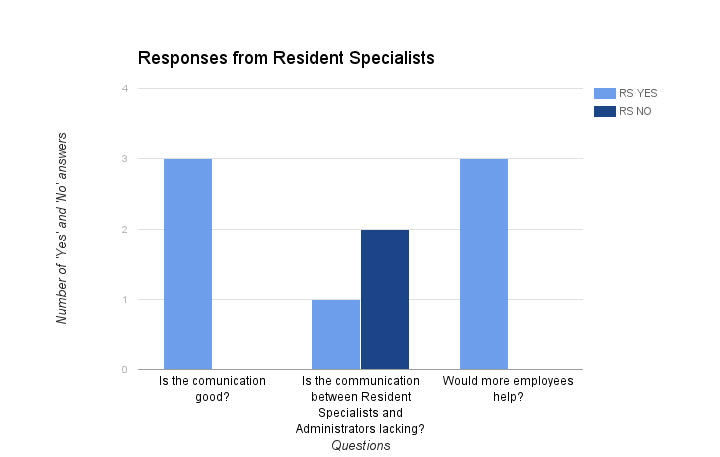 Responses from Resident Specialists
RS YES
RS NO
Number of 'Yes' and 'No' answers
4
3
2
1
0
Is the comunication
good?
Is the communication
between Resident
Specialists and
Administrators lacking?
Would more employees
help?
Questions